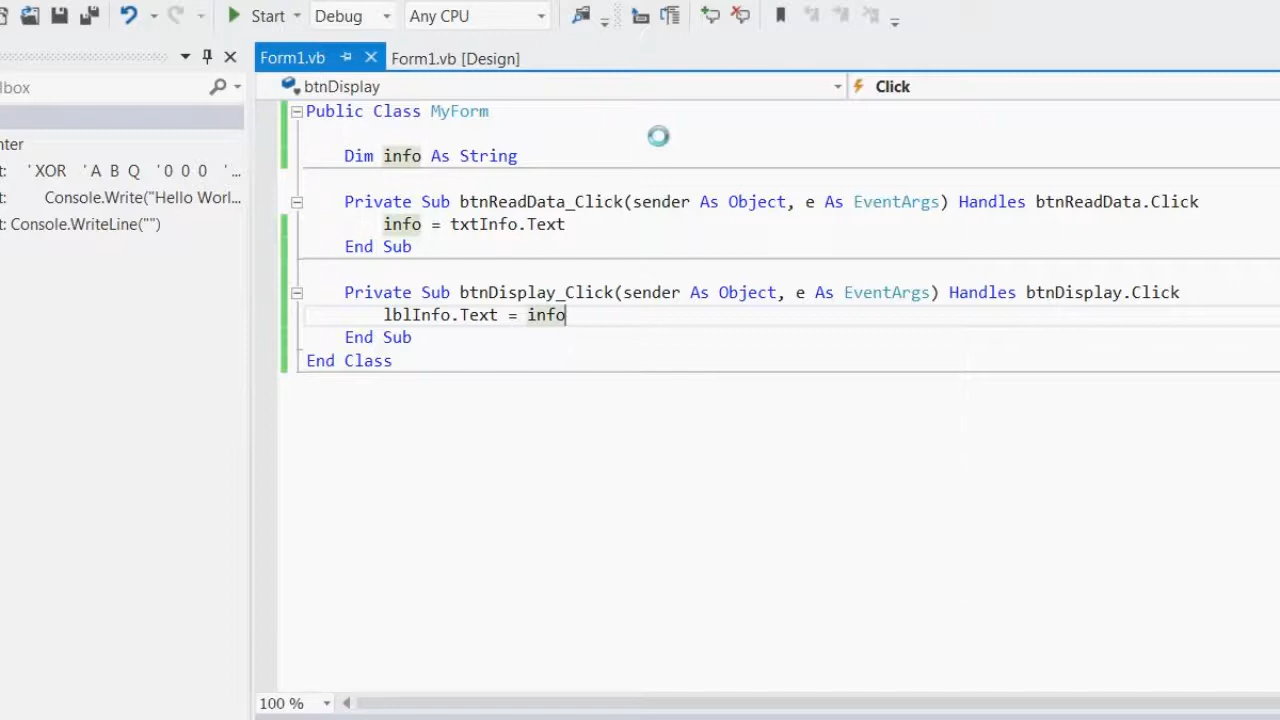 Start Debug Any CPU
Form1.vb Form1.vb [Design]
lbox
btnDisplay Click
nter
t: 'XOR 'A B Q '0 0 0 '...
t: Console.Write("Hello Worl...
t: Console.WriteLine("")
Public Class MyForm
Dim info As String
Private Sub btnReadData_Click(sender As Object, e As EventArgs) Handles btnReadData.Click
info = txtInfo.Text
End Sub
Private Sub btnDisplay_Click(sender As Object, e As EventArgs) Handles btnDisplay.Click
lblInfo.Text = info
End Sub
End Class
100 %